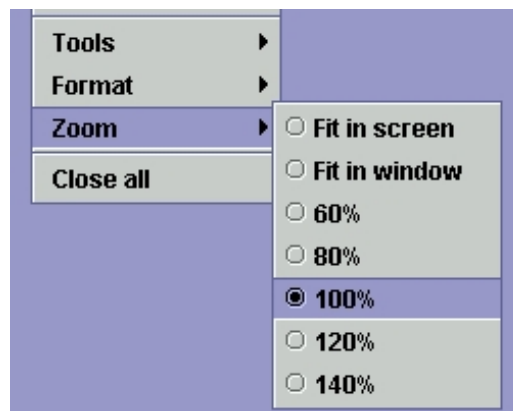 Tools
Format
Zoom
Close all
Fit in screen
Fit in window
60%
80%
100%
120%
140%